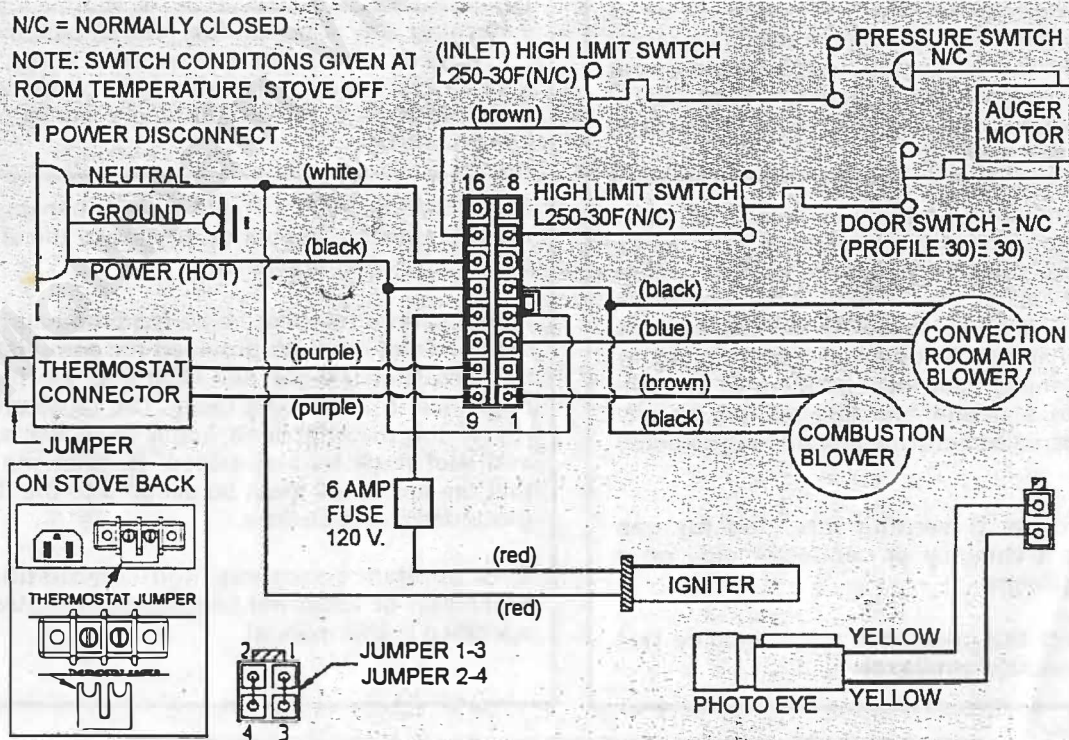 N/C = NORMALLY CLOSED
NOTE: SWITCH CONDITIONS GIVEN AT
ROOM TEMPERATURE, STOVE OFF
(INLET) HIGH LIMIT SWITCH
L250-30F(N/C)
(brown)
PRESSURE SWITCH
N/C
AUGER
MOTOR
POWER DISCONNECT
NEUTRAL
(white)
GROUND
(black)
POWER (HOT)
16 8
HIGH LIMIT SWITCH
L250-30F(N/C)
DOOR SWITCH - N/C
(PROFILE 30)E 30)
(black)
(blue)
CONVECTION
ROOM AIR
BLOWER
THERMOSTAT
CONNECTOR
(purple)
(purple)
JUMPER
9 1
(brown)
(black)
COMBUSTION
BLOWER
ON STOVE BACK
THERMOSTAT JUMPER
6 AMP
FUSE
120 V.
(red)
(red)
IGNITER
2 1
4 3
JUMPER 1-3
JUMPER 2-4
PHOTO EYE
YELLOW
YELLOW